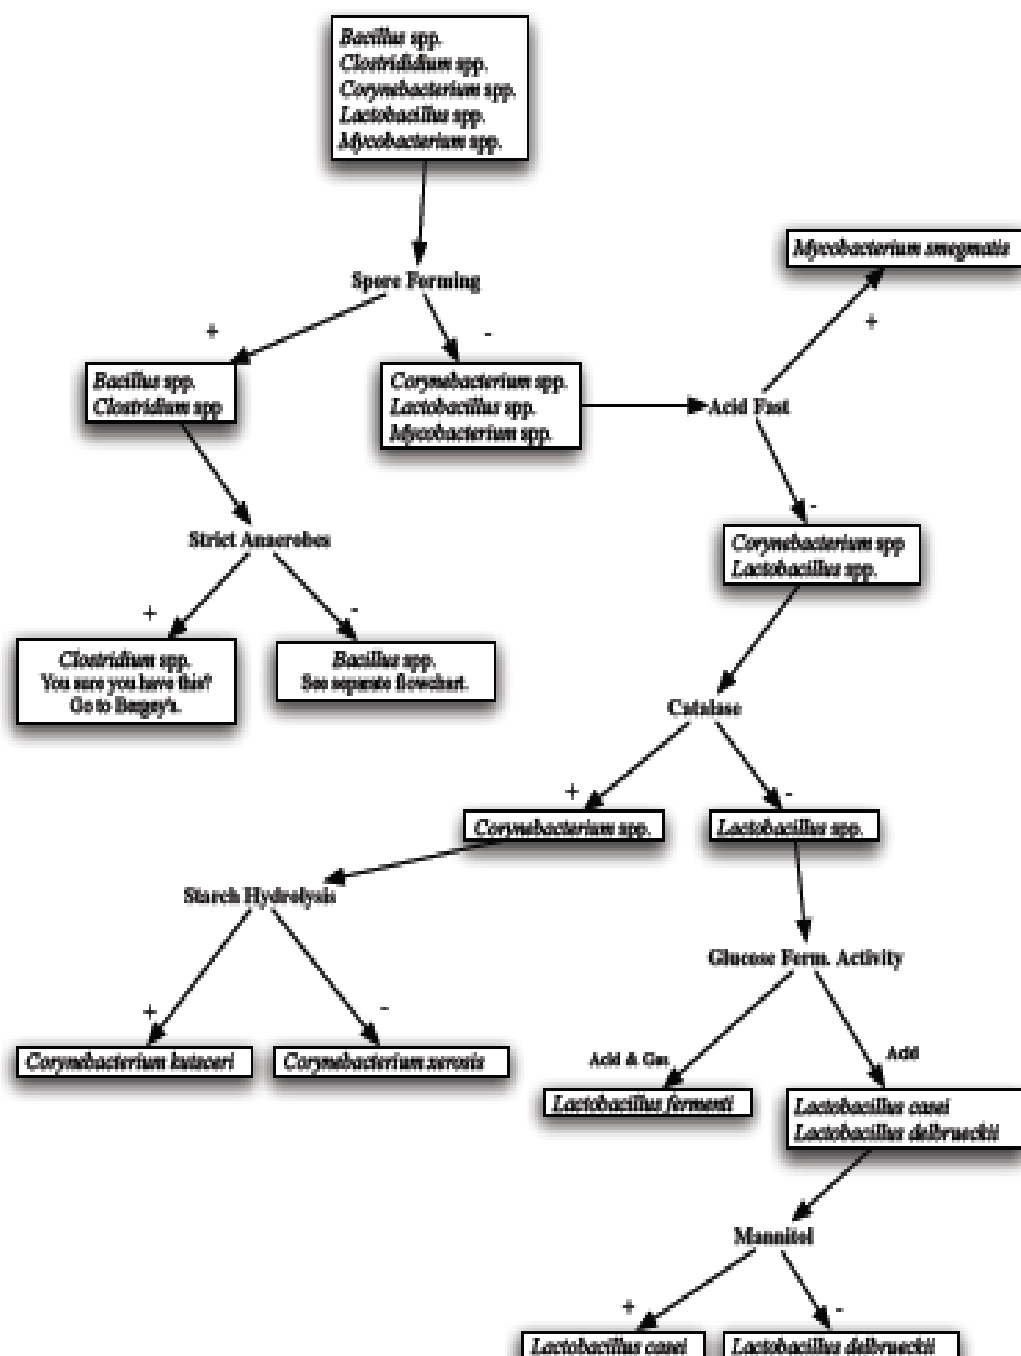 Bacillus spp.
Clostrididium spp.
Corynebacterium spp.
Lactobacillus spp.
Mycobacterium spp.
Mycobacterium smegmatis
Spore Forming
+
-
+
Bacillus spp.
Clostridium spp
Corynebacterium spp.
Lactobacillus spp.
Mycobacterium spp.
Acid Fast
-
Strict Anaerobes
Corynebacterium spp
Lactobacillus spp.
+
-
Clostridium spp.
You sure you have this?
Go to Bergey's.
Bacillus spp.
See separate flowchart.
Catalase
+
-
Corynebacterium spp.
Lactobacillus spp.
Starch Hydrolysis
Glucose Ferm. Activity
+
-
Corynebacterium kutsceri
Corynebacterium xerosis
Acid & Gas
Acid
Lactobacillus fermenti
Lactobacillus casei
Lactobacillus delbrueckii
Mannitol
+
-
Lactobacillus casei
Lactobacillus delbrueckii